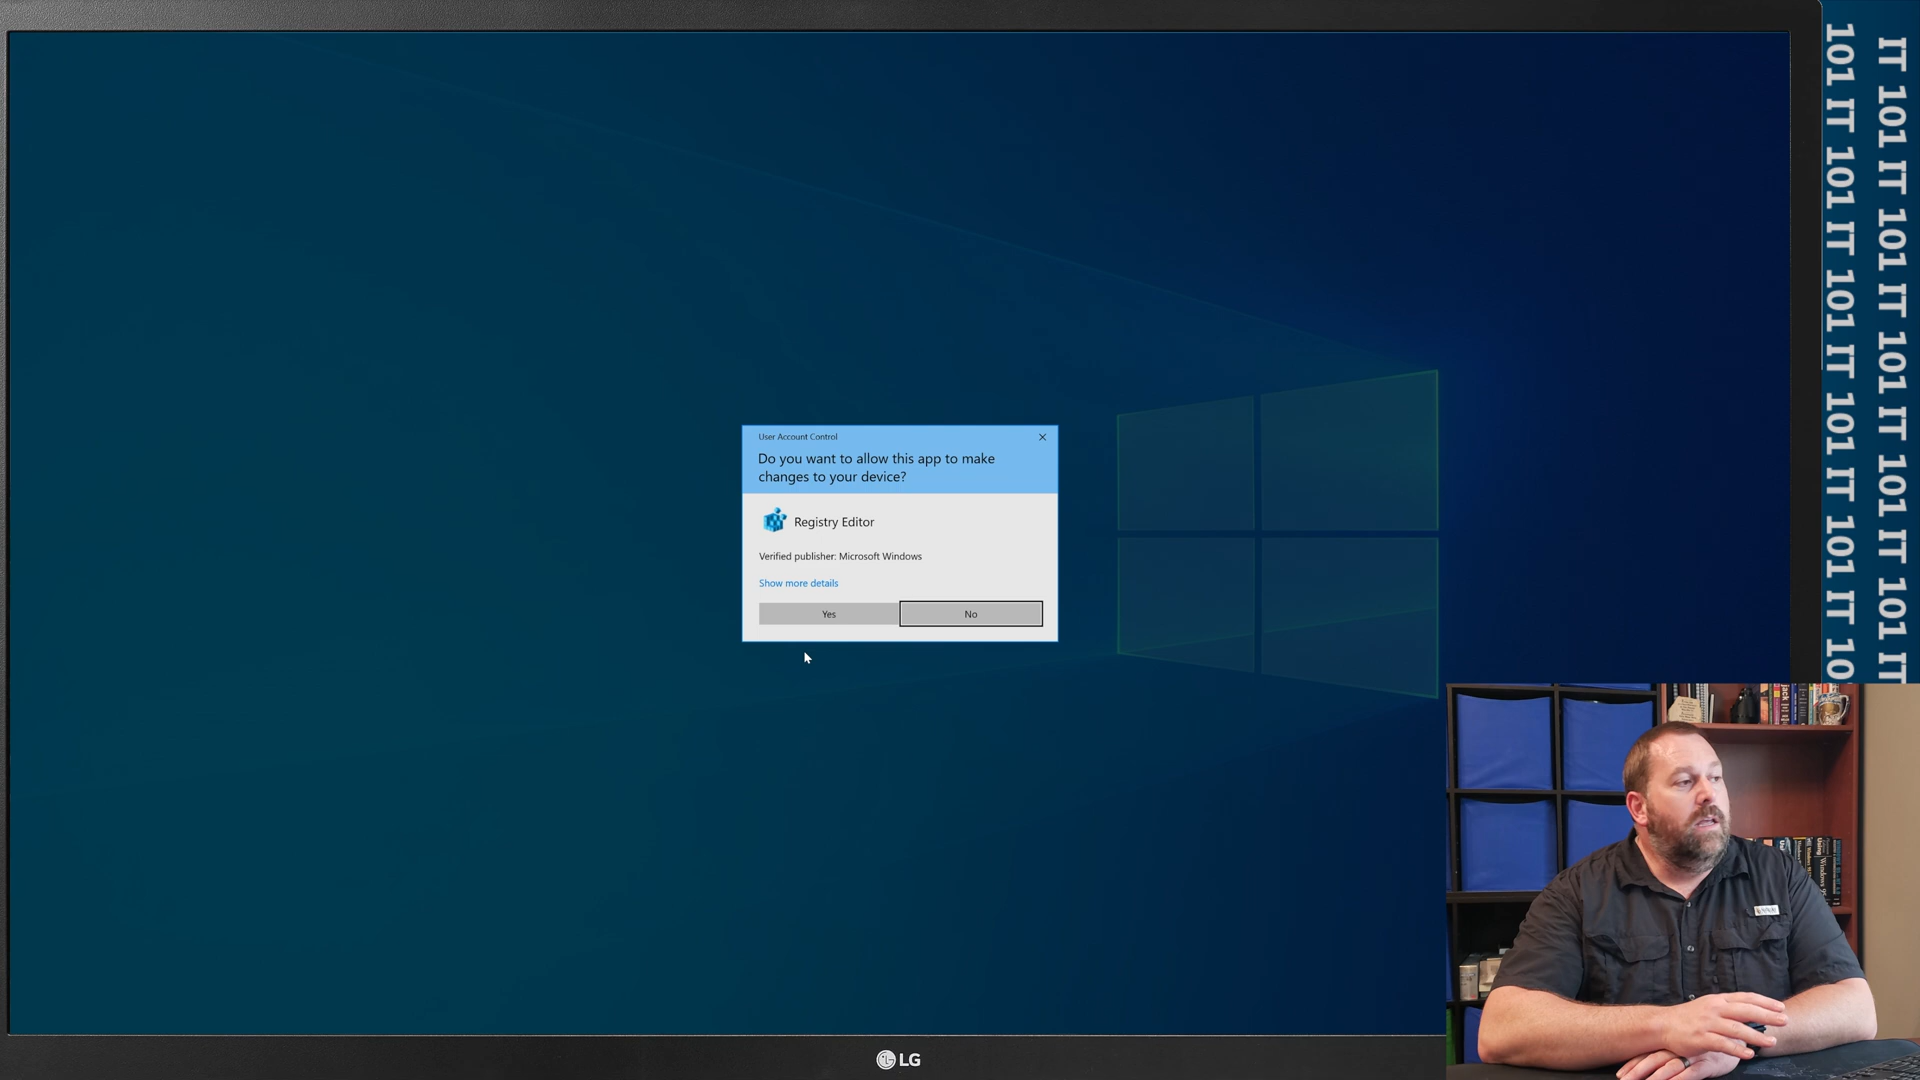 User Account Control
Do you want to allow this app to make
changes to your device?
Registry Editor
Verified publisher: Microsoft Windows
Show more details
Yes
No
LG
IT 101 IT 101 IT 101 IT 101 IT 101 IT
101 IT 101 IT 101 IT 101 IT 101 IT 10